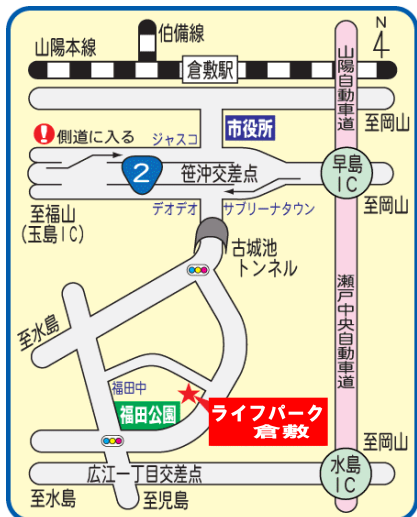 伯備線
N
山陽本線
倉敷駅
山陽自動車道
至岡山
側道に入る
ジャスコ
市役所
2
笹沖交差点
早島
IC
至福山
(玉島IC)
デオデオ
サブリーナタウン
至岡山
古城池
トンネル
瀬戸中央自動車道
至水島
福田中
福田公園
ライフパーク
倉敷
至岡山
広江一丁目交差点
水島
IC
至水島
至児島